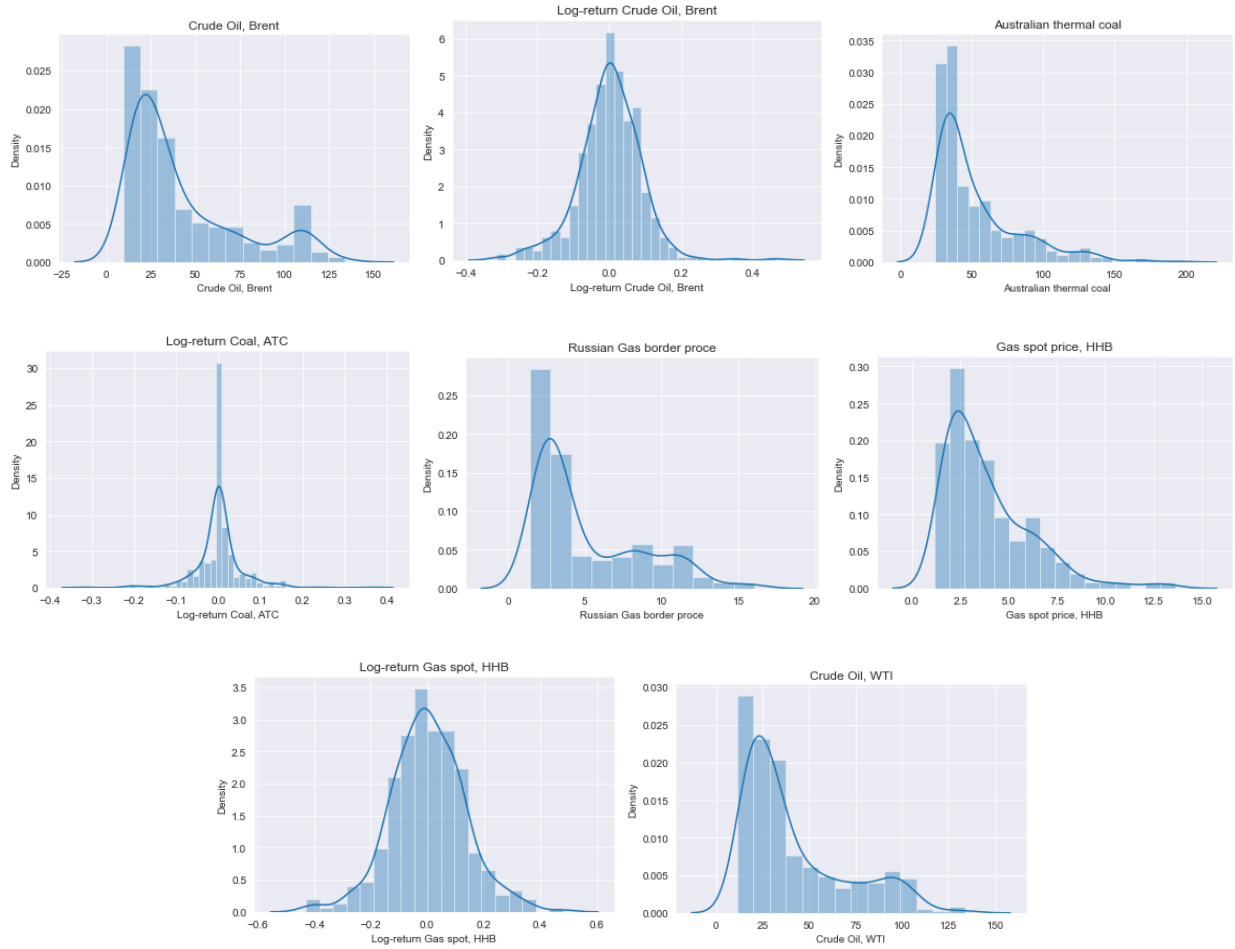 Crude Oil, Brent
Density
0.025
0.020
0.015
0.010
0.005
0.000
−25 0 25 50 75 100 125 150
Crude Oil, Brent
Log-return Crude Oil, Brent
Density
6
5
4
3
2
1
0
−0.4 −0.2 0.0 0.2 0.4
Log-return Crude Oil, Brent
Australian thermal coal
Density
0.035
0.030
0.025
0.020
0.015
0.010
0.005
0.000
0 50 100 150 200
Australian thermal coal
Log-return Coal, ATC
Density
30
25
20
15
10
5
0
−0.4 −0.3 −0.2 −0.1 0.0 0.1 0.2 0.3 0.4
Log-return Coal, ATC
Russian Gas border proce
Density
0.25
0.20
0.15
0.10
0.05
0.00
0 5 10 15 20
Russian Gas border proce
Gas spot price, HHB
Density
0.30
0.25
0.20
0.15
0.10
0.05
0.00
0.0 2.5 5.0 7.5 10.0 12.5 15.0
Gas spot price, HHB
Log-return Gas spot, HHB
Density
3.5
3.0
2.5
2.0
1.5
1.0
0.5
0.0
−0.6 −0.4 −0.2 0.0 0.2 0.4 0.6
Log-return Gas spot, HHB
Crude Oil, WTI
Density
0.030
0.025
0.020
0.015
0.010
0.005
0.000
0 25 50 75 100 125 150
Crude Oil, WTI